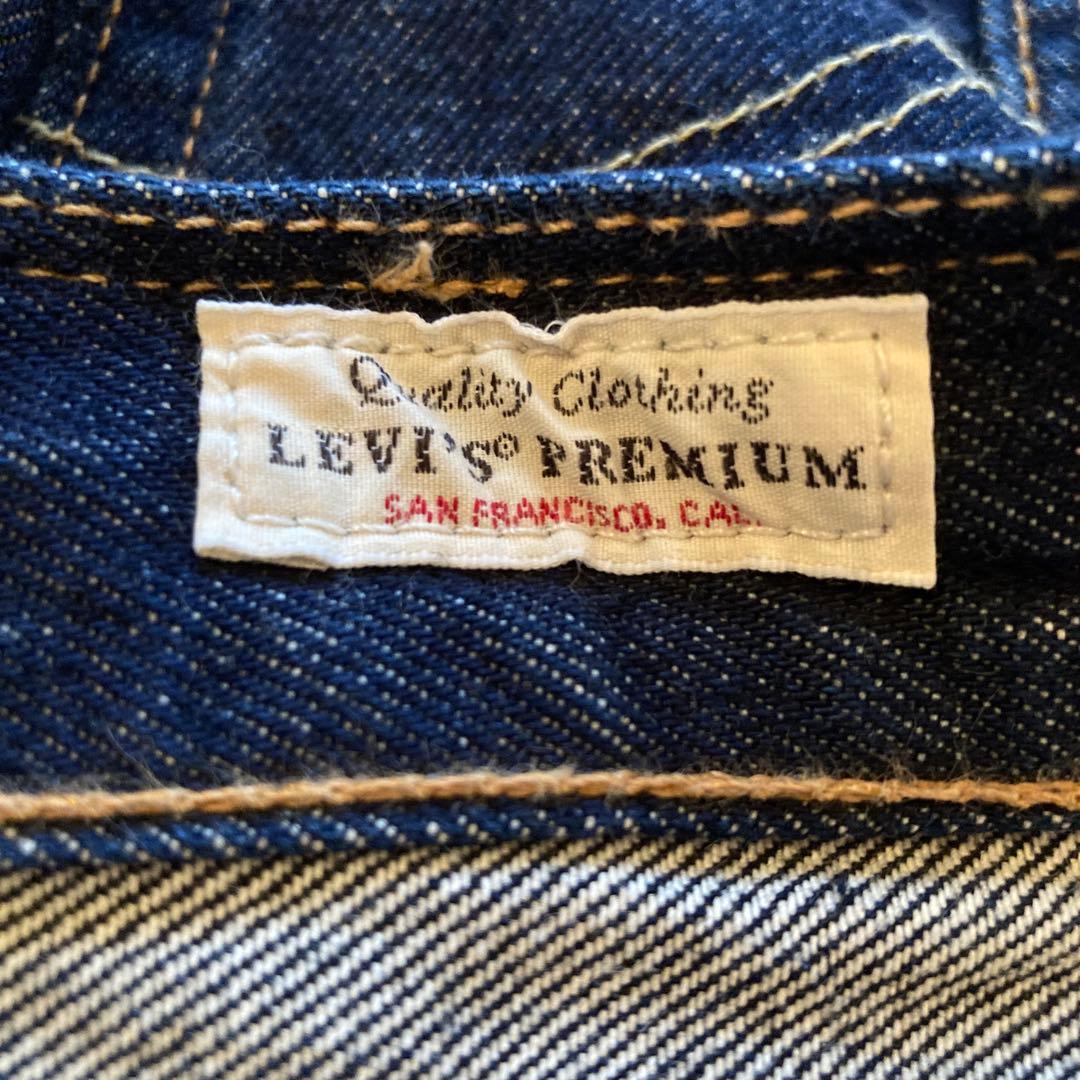 Quality Clothing
LEVI'S® PREMIUM
SAN FRANCISCO, CAL.